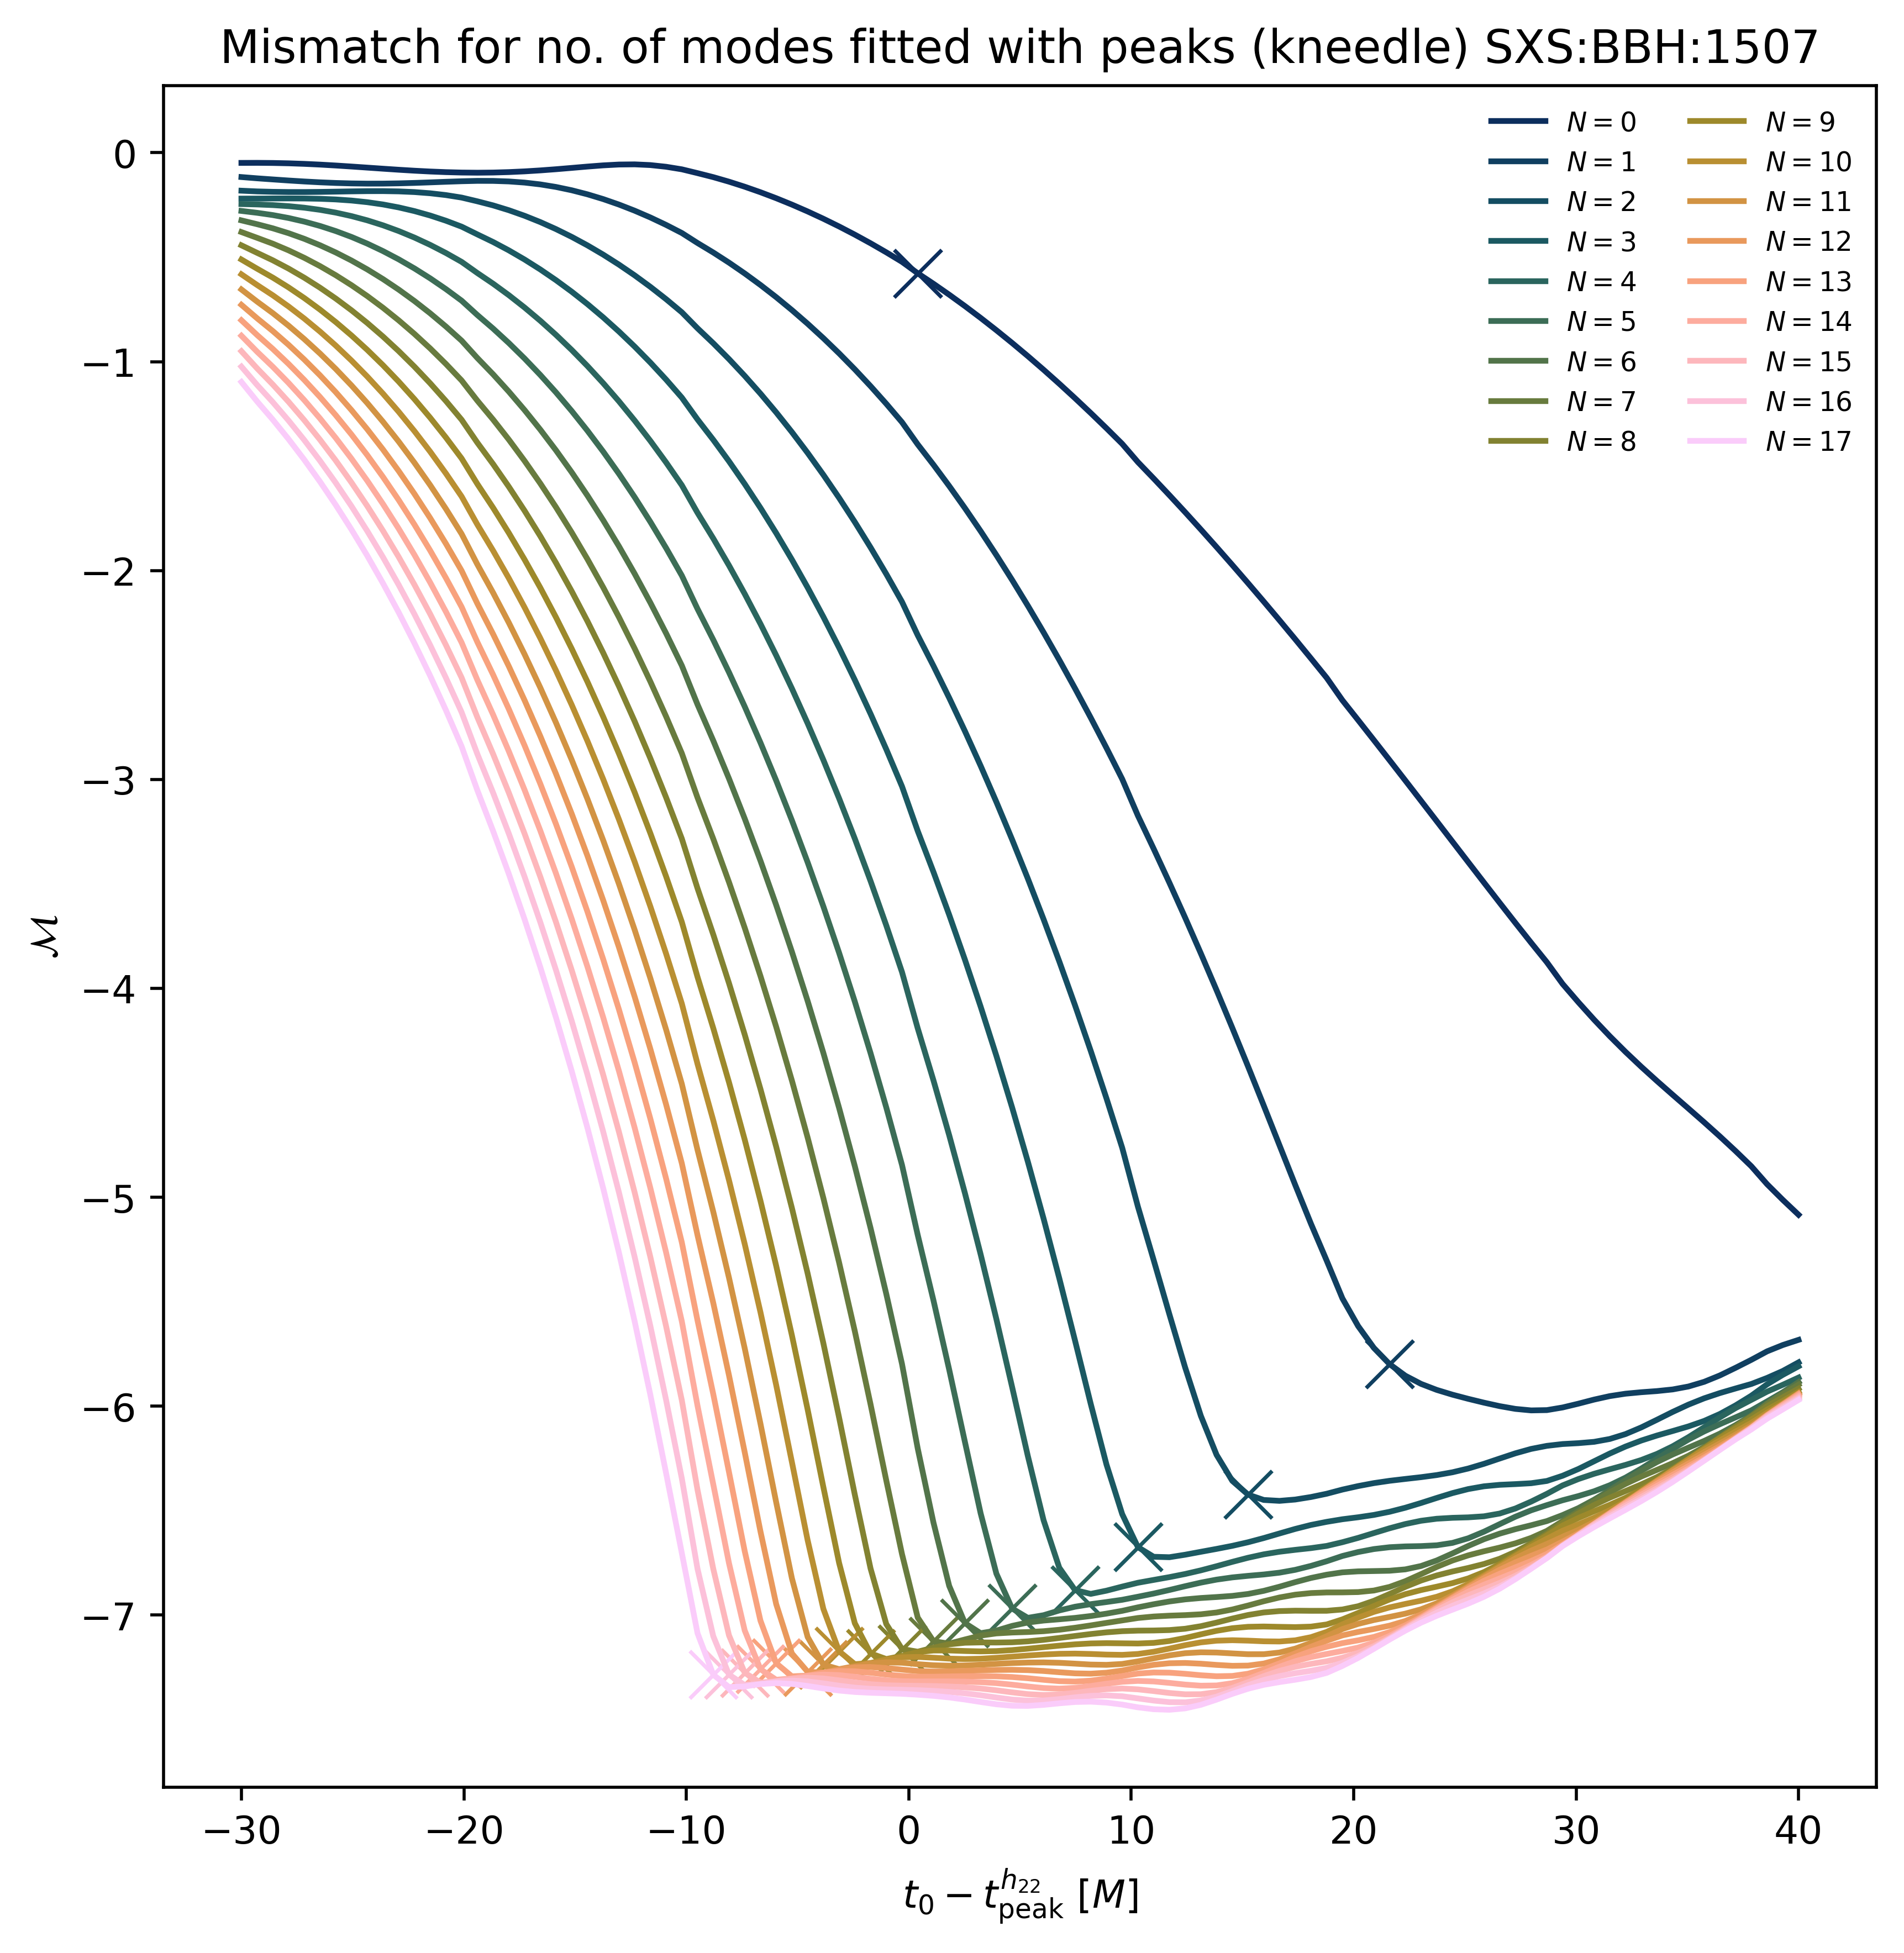 Mismatch for no. of modes fitted with peaks (kneedle) SXS:BBH:1507
N = 0
N = 1
N = 2
N = 3
N = 4
N = 5
N = 6
N = 7
N = 8
N = 9
N = 10
N = 11
N = 12
N = 13
N = 14
N = 15
N = 16
N = 17
0
−1
−2
−3
−4
−5
−6
−7
ℳ
−30 −20 −10 0 10 20 30 40
t₀ − t_peak^{h₂₂} [M]